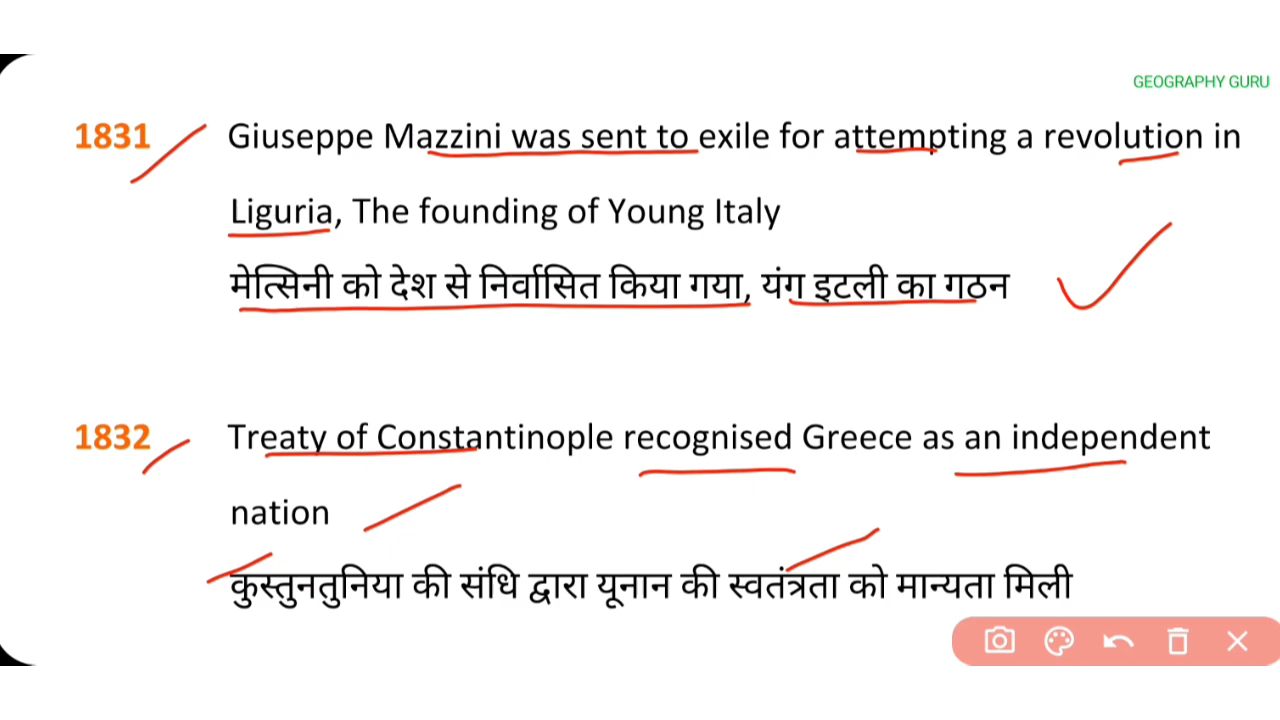 GEOGRAPHY GURU
1831 Giuseppe Mazzini was sent to exile for attempting a revolution in
Liguria, The founding of Young Italy
मेत्सिनी को देश से निर्वासित किया गया, यंग इटली का गठन
1832 Treaty of Constantinople recognised Greece as an independent
nation
कुस्तुनतुनिया की संधि द्वारा यूनान की स्वतंत्रता को मान्यता मिली